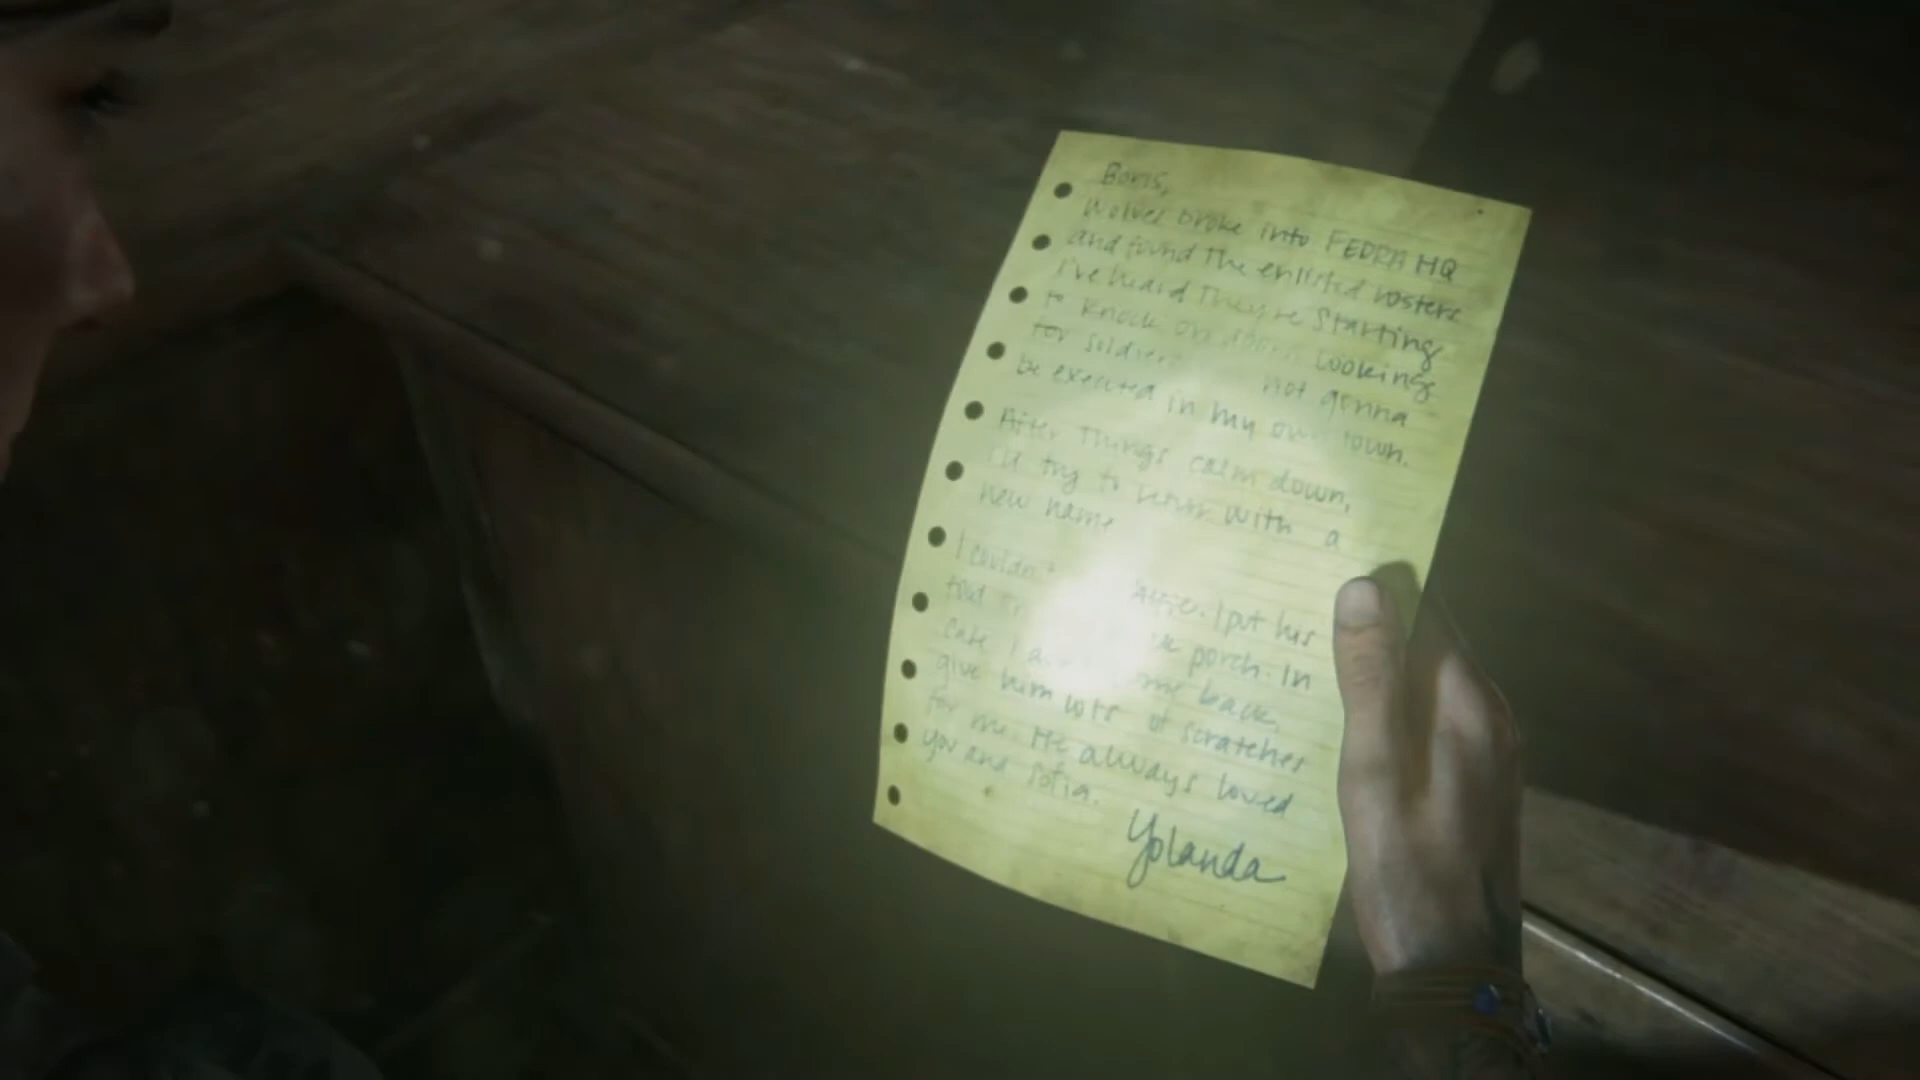 Boris,
Wolves broke into FEDRA HQ
and found the enlisted rosters
I've heard they're starting
to knock on doors looking
for soldiers not gonna
be executed in my own town.
After things calm down,
I'll try to return with a
new name
I couldn't Alfie. I put his
food porch. In
case I back,
give him lots of scratches
for me. He always loved
you and Sofia.
Yolanda